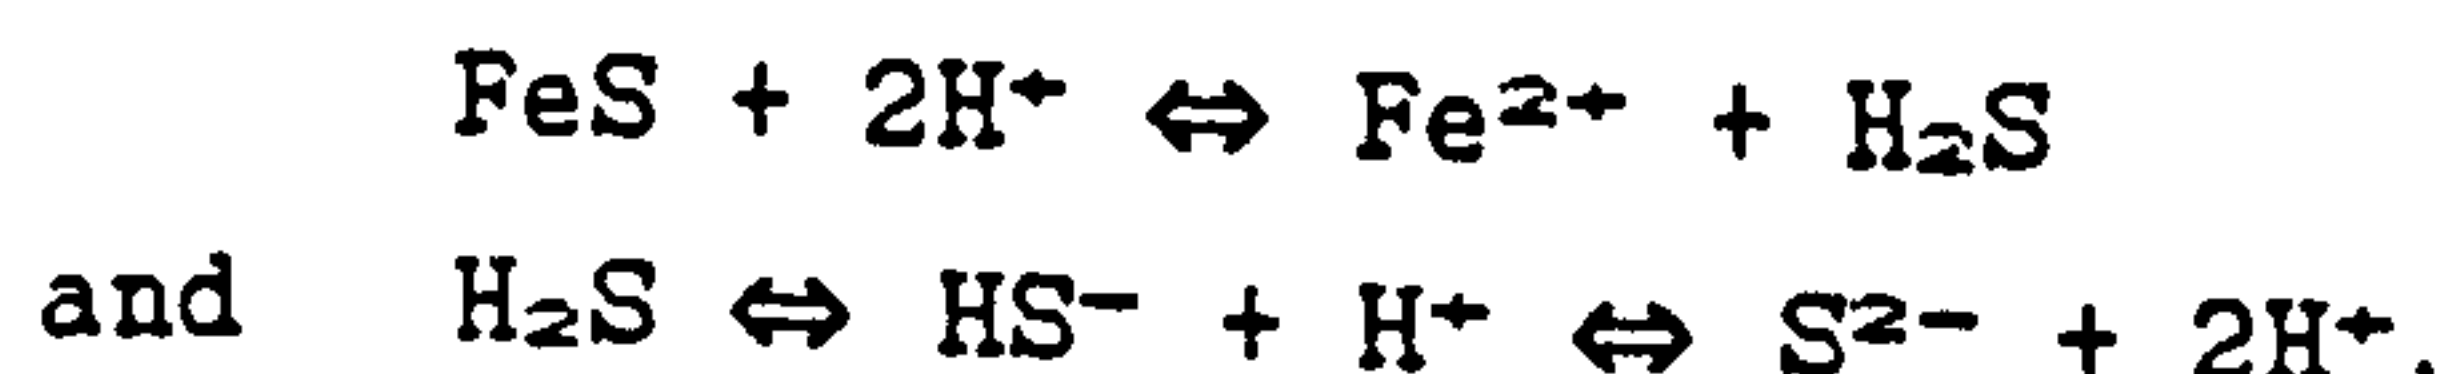 FeS + 2H⁺ ⇔ Fe²⁺ + H₂S
and H₂S ⇔ HS⁻ + H⁺ ⇔ S²⁻ + 2H⁺.